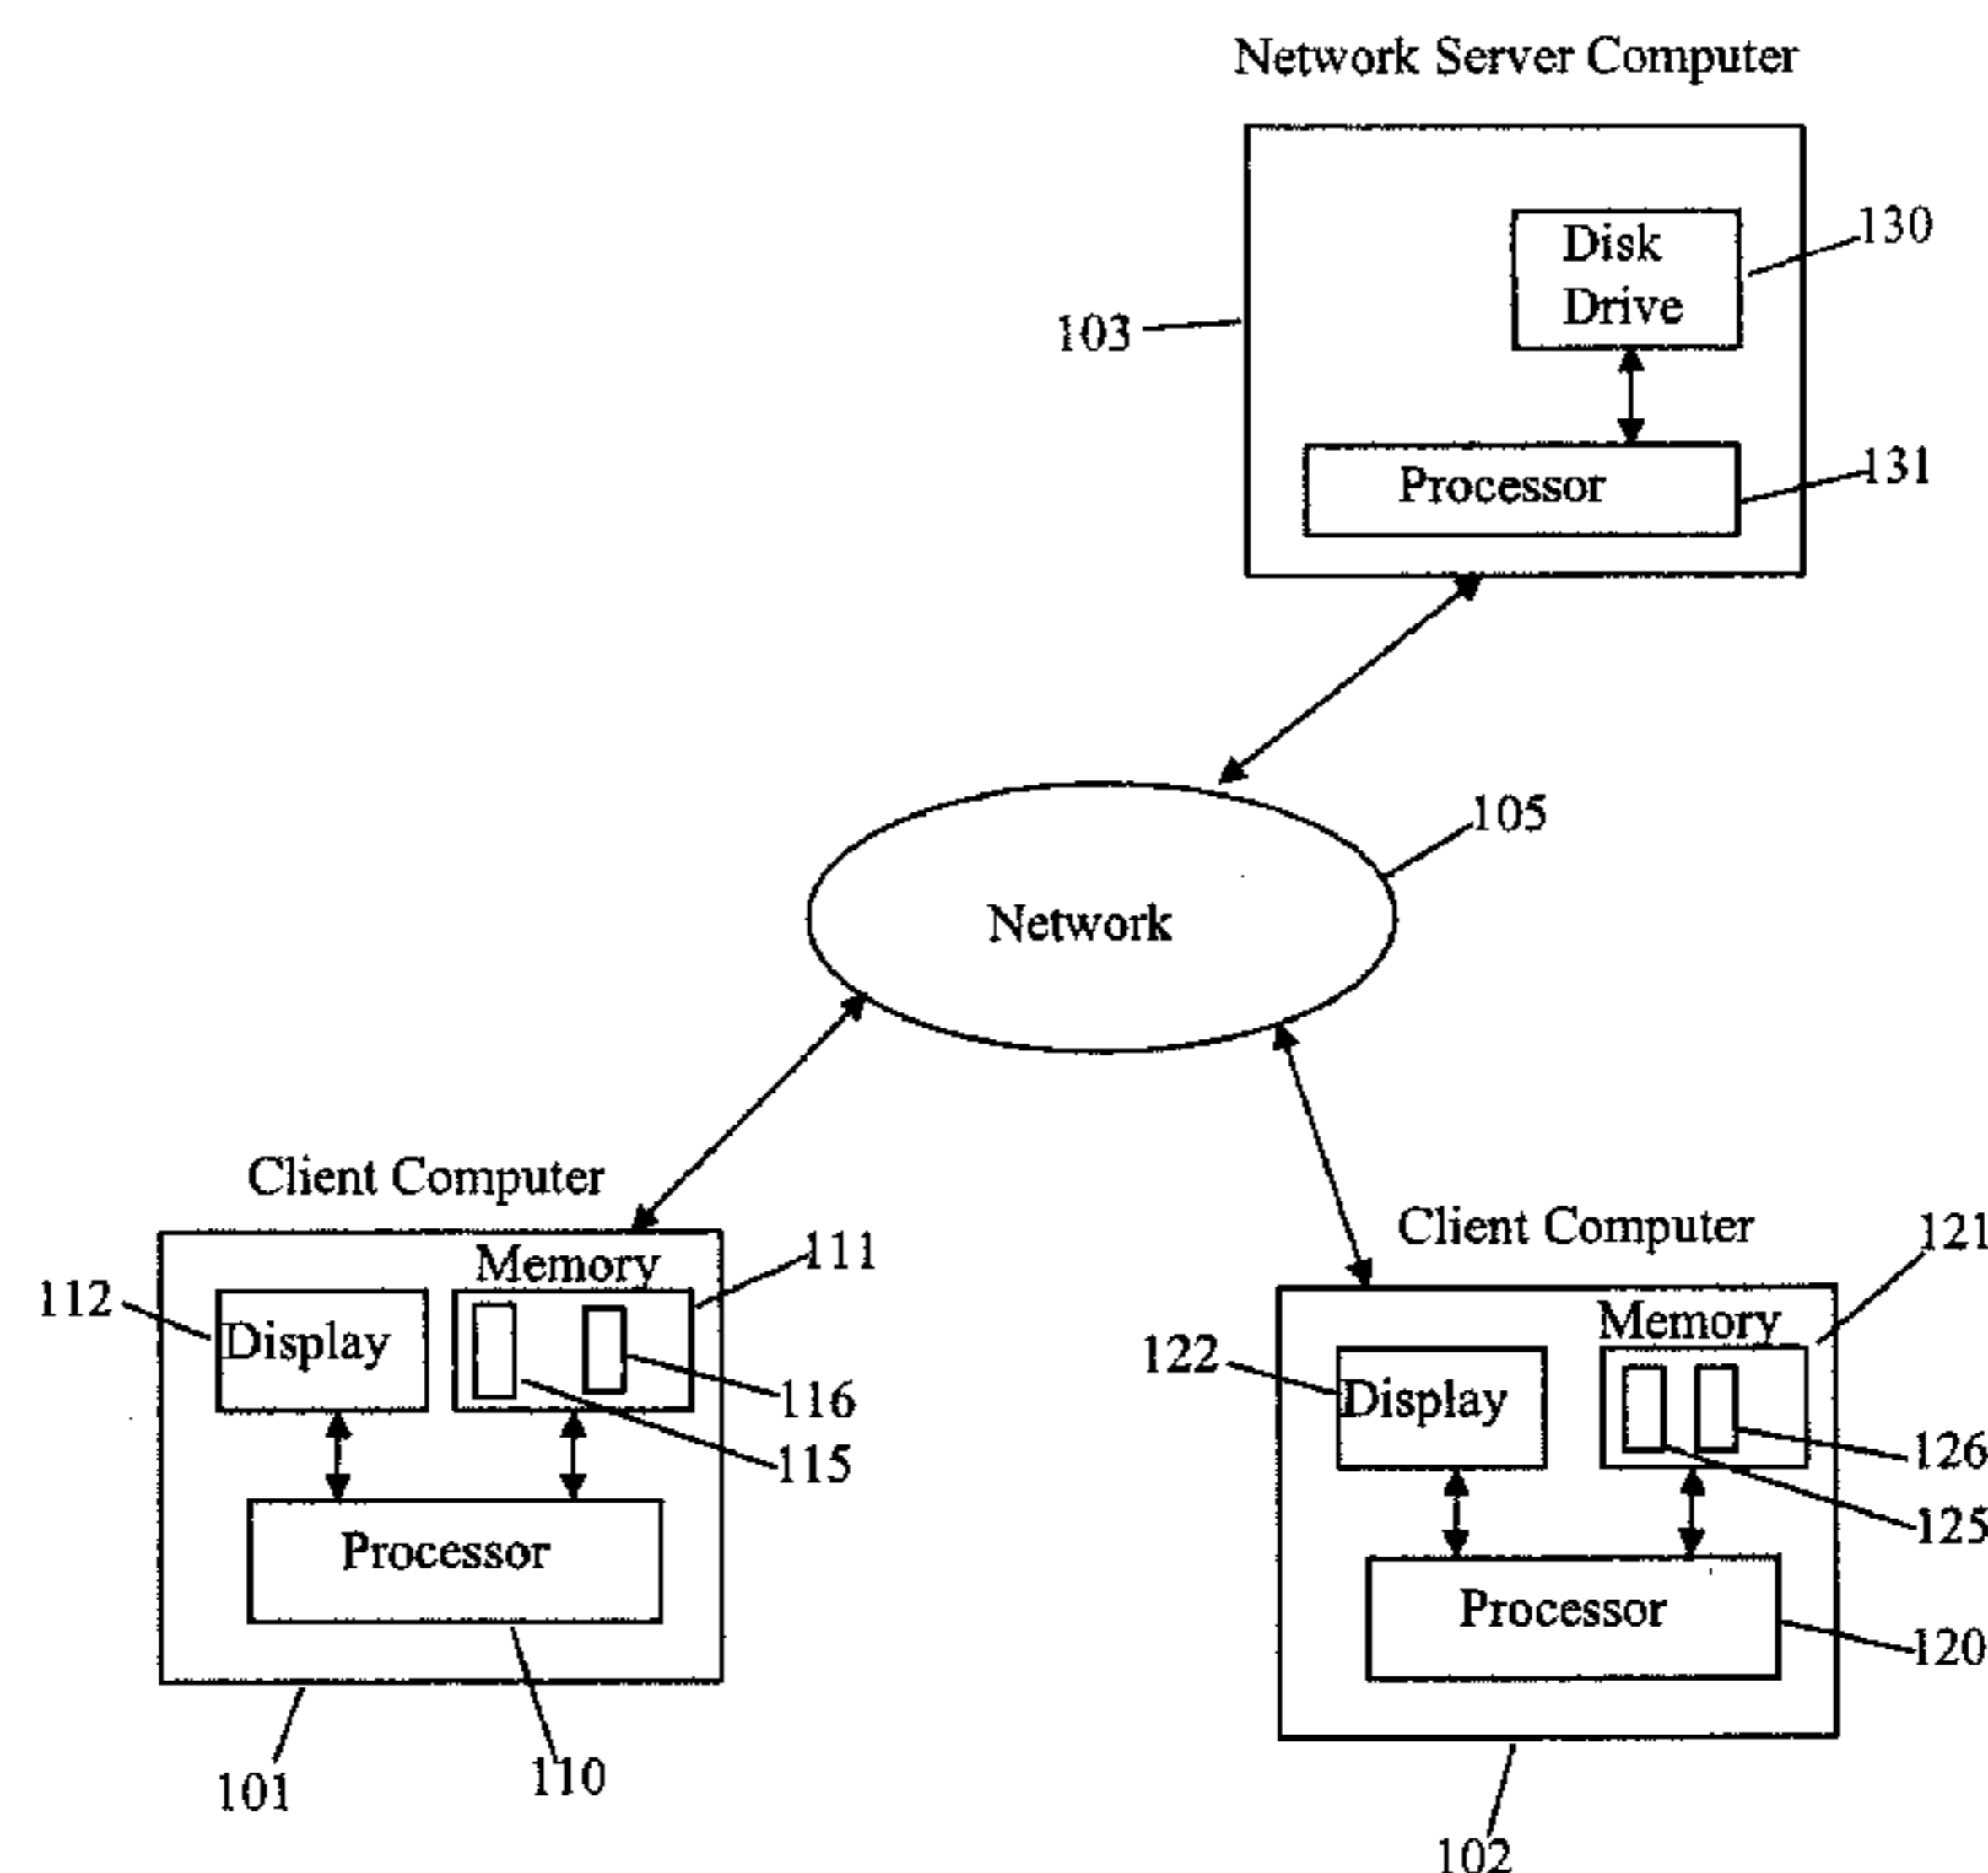 Network Server Computer
Disk
Drive
130
103
Processor
131
105
Network
Client Computer
Memory
111
112
Display
116
115
Processor
101
110
Client Computer
121
Memory
122
Display
126
125
Processor
120
102